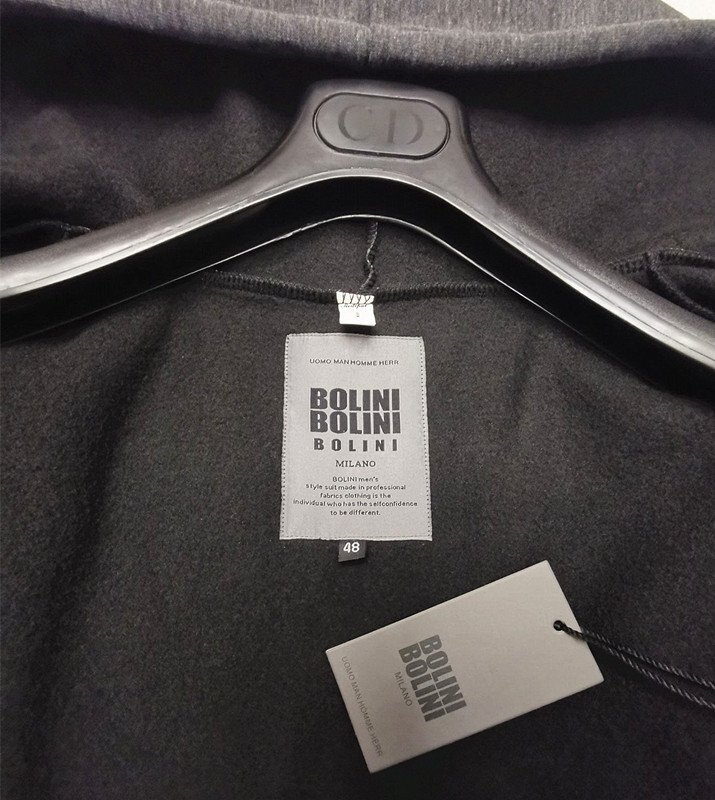 CD
UOMO MAN HOMME HERR
BOLINI
BOLINI
BOLINI
MILANO
BOLINI men's
style suit made in professional
fabrics clothing is the
individual who has the selfconfidence
to be different.
48
BOLINI
BOLINI
MILANO
UOMO MAN HOMME HERR